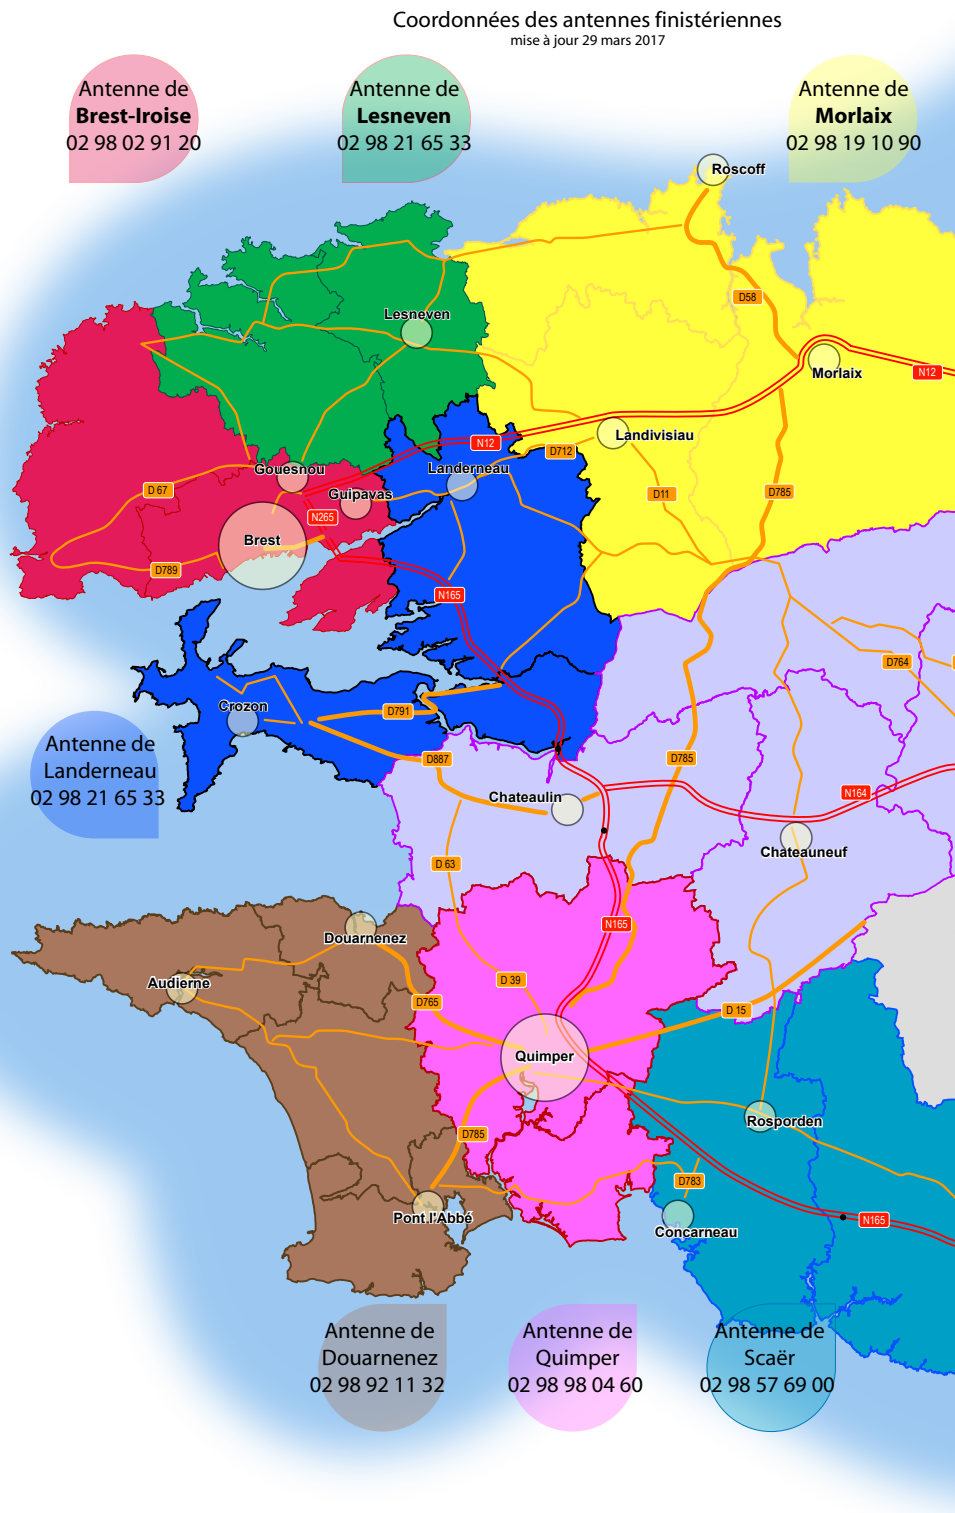 Coordonnées des antennes finistériennes
mise à jour 29 mars 2017
Antenne de
Brest-Iroise
02 98 02 91 20
Antenne de
Lesneven
02 98 21 65 33
Antenne de
Morlaix
02 98 19 10 90
Roscoff
D58
Lesneven
Morlaix
N12
Landivisiau
N12
D712
Gouesnou
Landerneau
D 67
Guipavas
D11
D785
N265
Brest
D789
N165
D764
Crozon
D791
Antenne de
Landerneau
02 98 21 65 33
D887
D785
Chateaulin
N164
Chateauneuf
D 63
N165
Douarnenez
Audierne
D 39
D765
D 15
Quimper
Rosporden
D785
D783
Pont l'Abbé
Concarneau
N165
Antenne de
Douarnenez
02 98 92 11 32
Antenne de
Quimper
02 98 98 04 60
Antenne de
Scaër
02 98 57 69 00